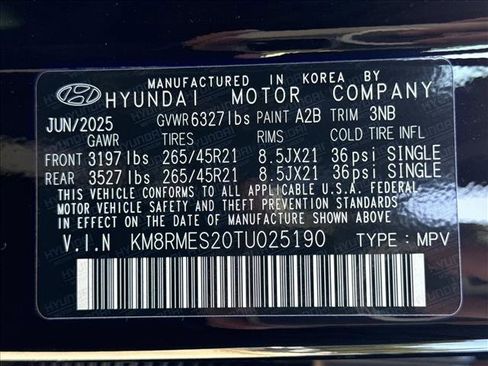 MANUFACTURED IN KOREA BY
HYUNDAI MOTOR COMPANY
JUN/2025 GVWR 6327 lbs PAINT A2B TRIM 3NB
GAWR TIRES RIMS COLD TIRE INFL
FRONT 3197 lbs 265/45R21 8.5JX21 36psi SINGLE
REAR 3527 lbs 265/45R21 8.5JX21 36psi SINGLE
THIS VEHICLE CONFORMS TO ALL APPLICABLE U.S.A. FEDERAL
MOTOR VEHICLE SAFETY AND THEFT PREVENTION STANDARDS
IN EFFECT ON THE DATE OF MANUFACTURE SHOWN ABOVE.
V.I.N KM8RMES20TU025190 TYPE : MPV